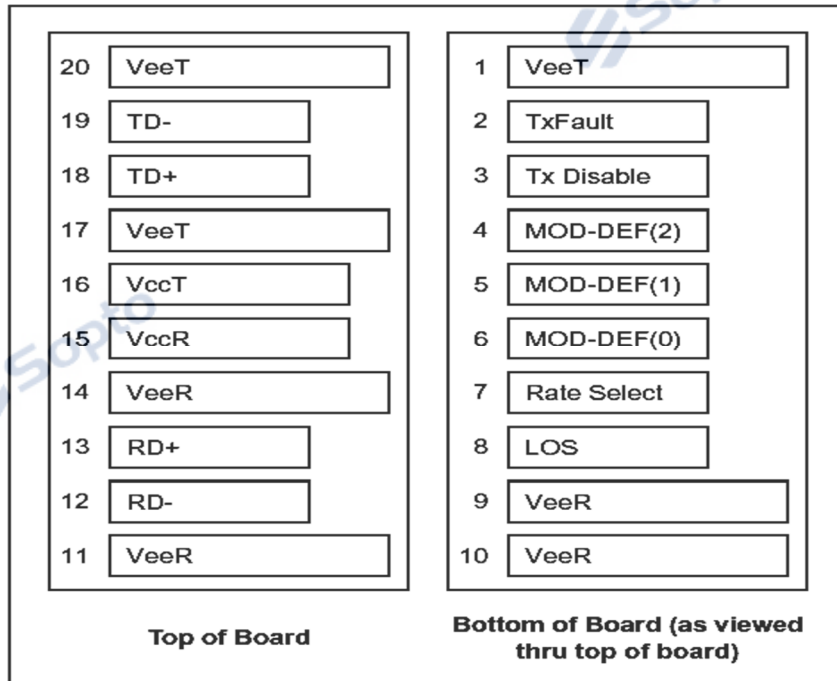 20 VeeT
19 TD-
18 TD+
17 VeeT
16 VccT
15 VccR
14 VeeR
13 RD+
12 RD-
11 VeeR
Top of Board
1 VeeT
2 TxFault
3 Tx Disable
4 MOD-DEF(2)
5 MOD-DEF(1)
6 MOD-DEF(0)
7 Rate Select
8 LOS
9 VeeR
10 VeeR
Bottom of Board (as viewed
thru top of board)
Sopto